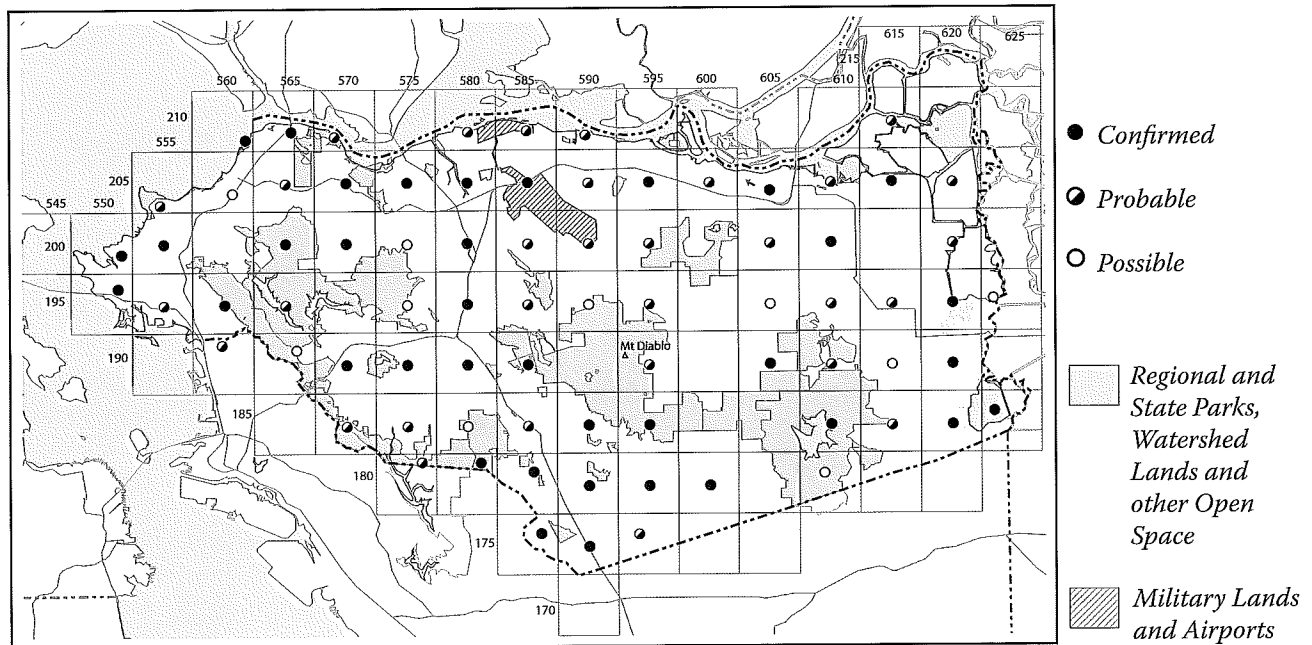 615
620
625
215
560
565
570
575
580
585
590
595
600
605
610
210
555
205
545
550
200
195
190
Mt Diablo
185
180
175
170
Confirmed
Probable
Possible
Regional and
State Parks,
Watershed
Lands and
other Open
Space
Military Lands
and Airports